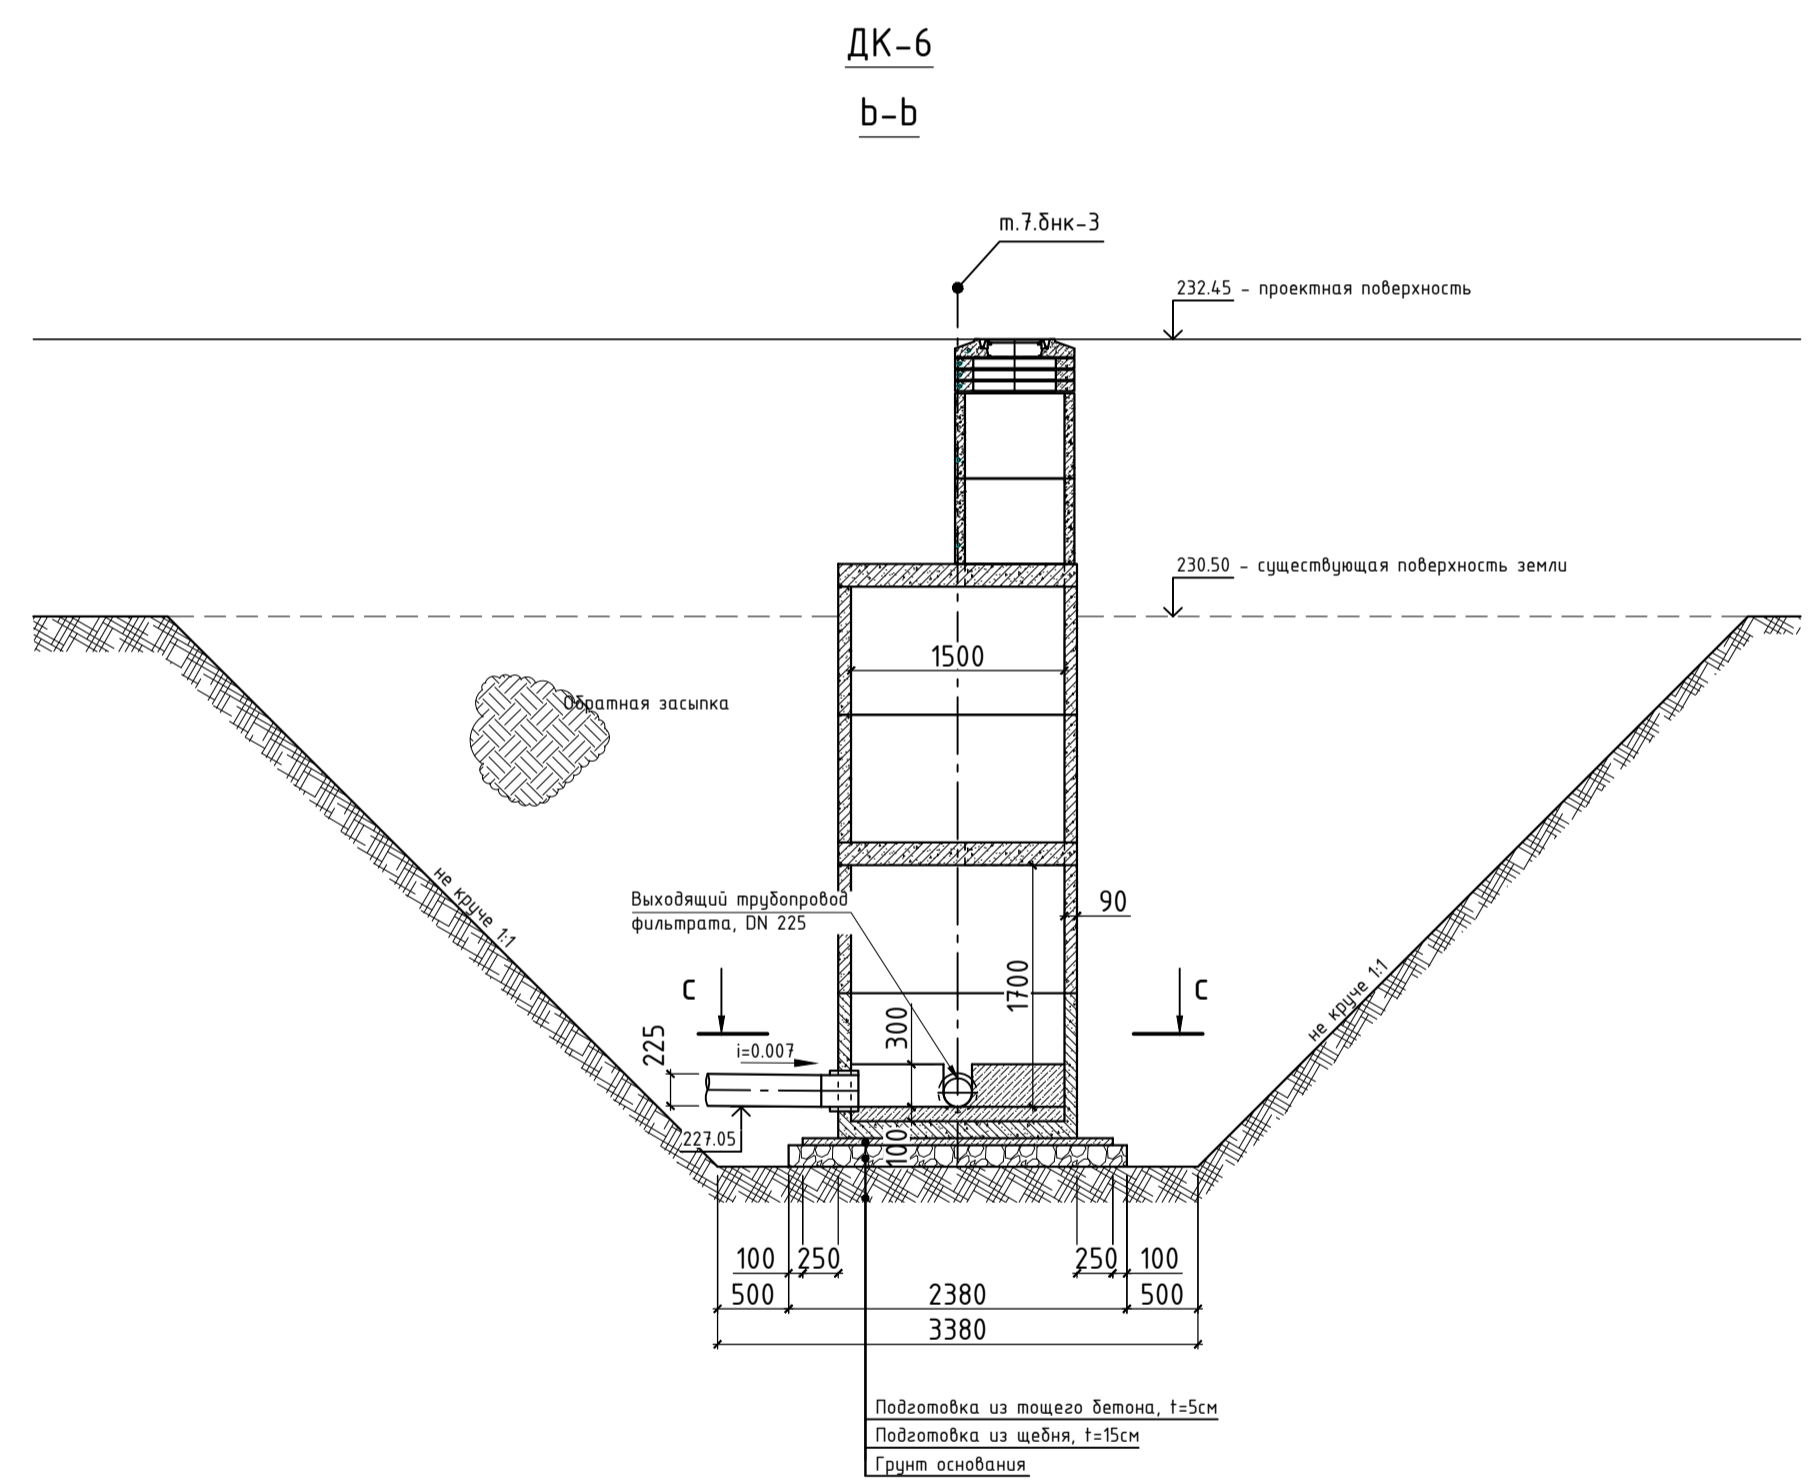 ДК-6
b-b
т.7.бнк-3
232.45 - проектная поверхность
230.50 - существующая поверхность земли
1500
Обратная засыпка
не круче 1:1
Выходящий трубопровод
фильтрата, DN 225
90
1700
C
C
300
225
i=0.007
не круче 1:1
227.05
100
100
250
250
100
500
2380
500
3380
Подготовка из тощего бетона, t=5см
Подготовка из щебня, t=15см
Грунт основания